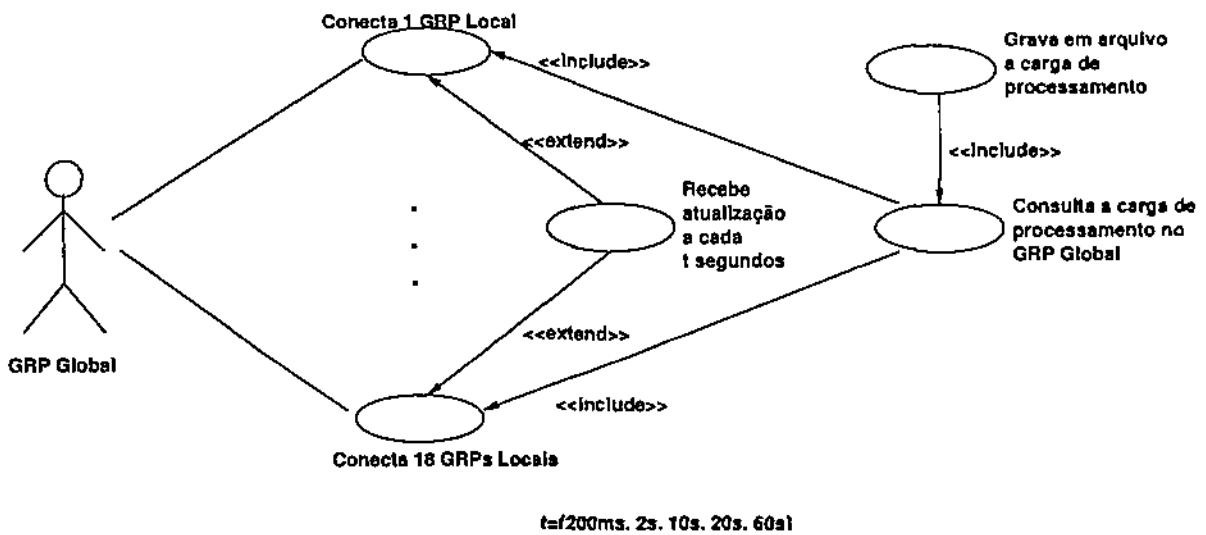 Conecta 1 GRP Local
<<include>>
Grava em arquivo
a carga de
processamento
<<extend>>
<<include>>
Recebe
atualização
a cada
t segundos
Consulta a carga de
processamento no
GRP Global
<<extend>>
GRP Global
<<include>>
Conecta 18 GRPs Locais
t={200ms, 2s, 10s, 20s, 60s}